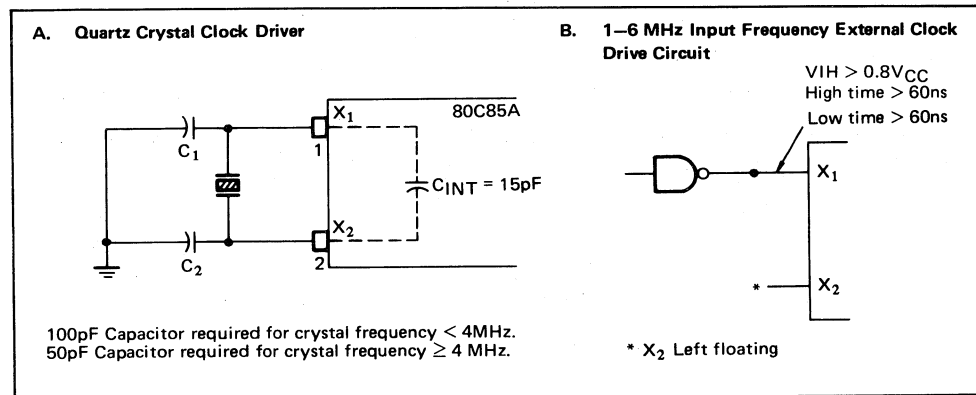 A. Quartz Crystal Clock Driver
X1
80C85A
C1
1
CINT = 15pF
X2
C2
2
100pF Capacitor required for crystal frequency < 4MHz.
50pF Capacitor required for crystal frequency ≥ 4 MHz.
B. 1–6 MHz Input Frequency External Clock
Drive Circuit
VIH > 0.8VCC
High time > 60ns
Low time > 60ns
X1
* X2
* X2 Left floating